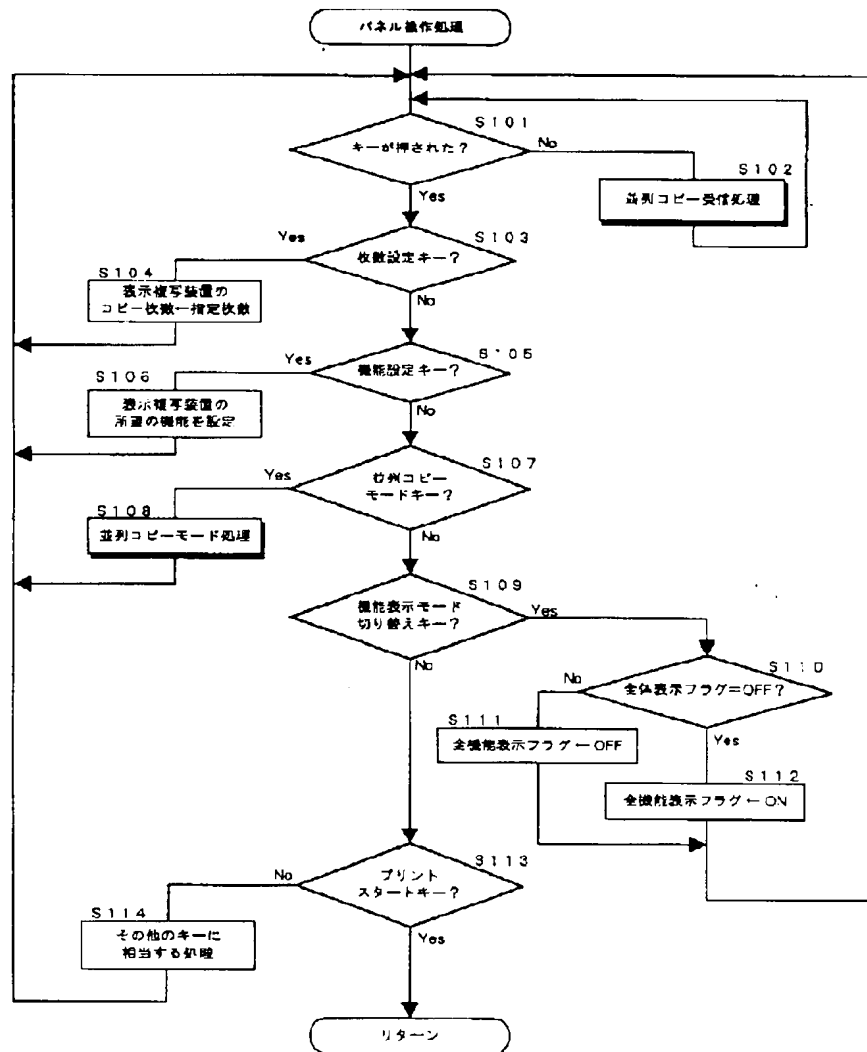 パネル操作処理
S101
キーが押された？
No
S102
並列コピー受信処理
Yes
S103
Yes
枚数設定キー？
S104
表示複写装置の
コピー枚数←指定枚数
No
S105
Yes
機能設定キー？
S106
表示複写装置の
所望の機能を設定
No
S107
Yes
並列コピー
モードキー？
S108
並列コピーモード処理
No
S109
機能表示モード
切り替えキー？
Yes
No
S110
No
全体表示フラグ＝OFF？
S111
全機能表示フラグ←OFF
Yes
S112
全機能表示フラグ←ON
S113
No
プリント
スタートキー？
S114
その他のキーに
相当する処理
Yes
リターン